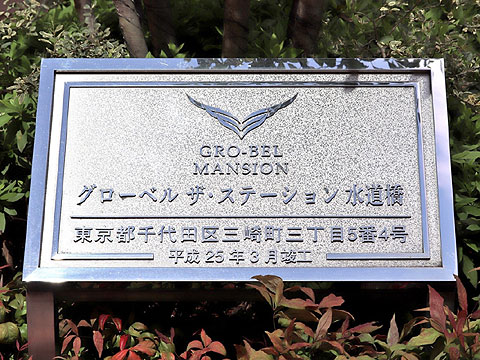 GRO-BEL
MANSION
グローベル ザ・ステーション 水道橋
東京都千代田区三崎町三丁目5番4号
平成25年3月竣工